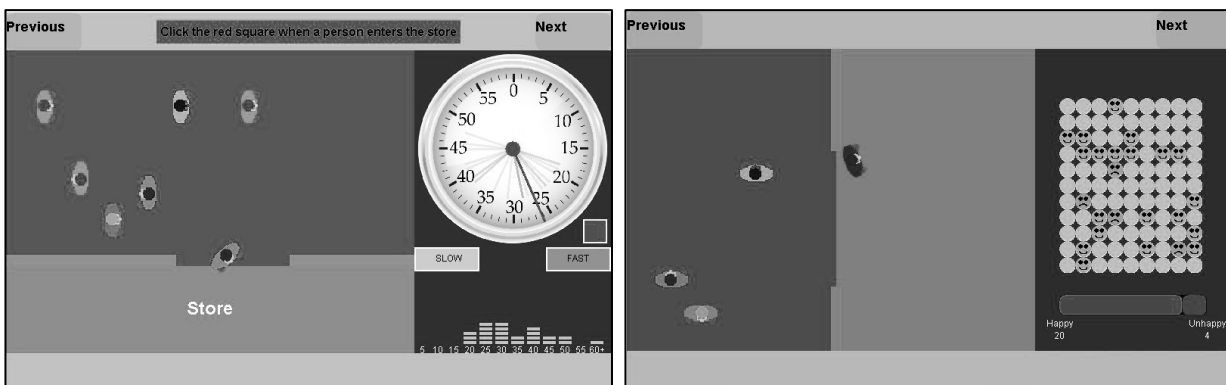 Previous
Click the red square when a person enters the store
Next
0
5
10
15
20
25
30
35
40
45
50
55
SLOW
FAST
Store
5 10 15 20 25 30 35 40 45 50 55 60+
Previous
Next
Happy
20
Unhappy
4